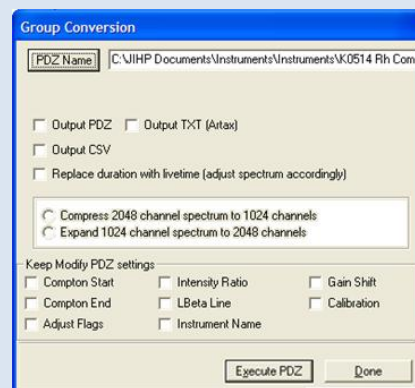 Group Conversion
PDZ Name C:\JIHP Documents\Instruments\Instruments\K0514 Rh Com
Output PDZ Output TXT (Artax)
Output CSV
Replace duration with livetime (adjust spectrum accordingly)
Compress 2048 channel spectrum to 1024 channels
Expand 1024 channel spectrum to 2048 channels
Keep Modify PDZ settings
Compton Start Intensity Ratio Gain Shift
Compton End LBeta Line Calibration
Adjust Flags Instrument Name
Execute PDZ Done